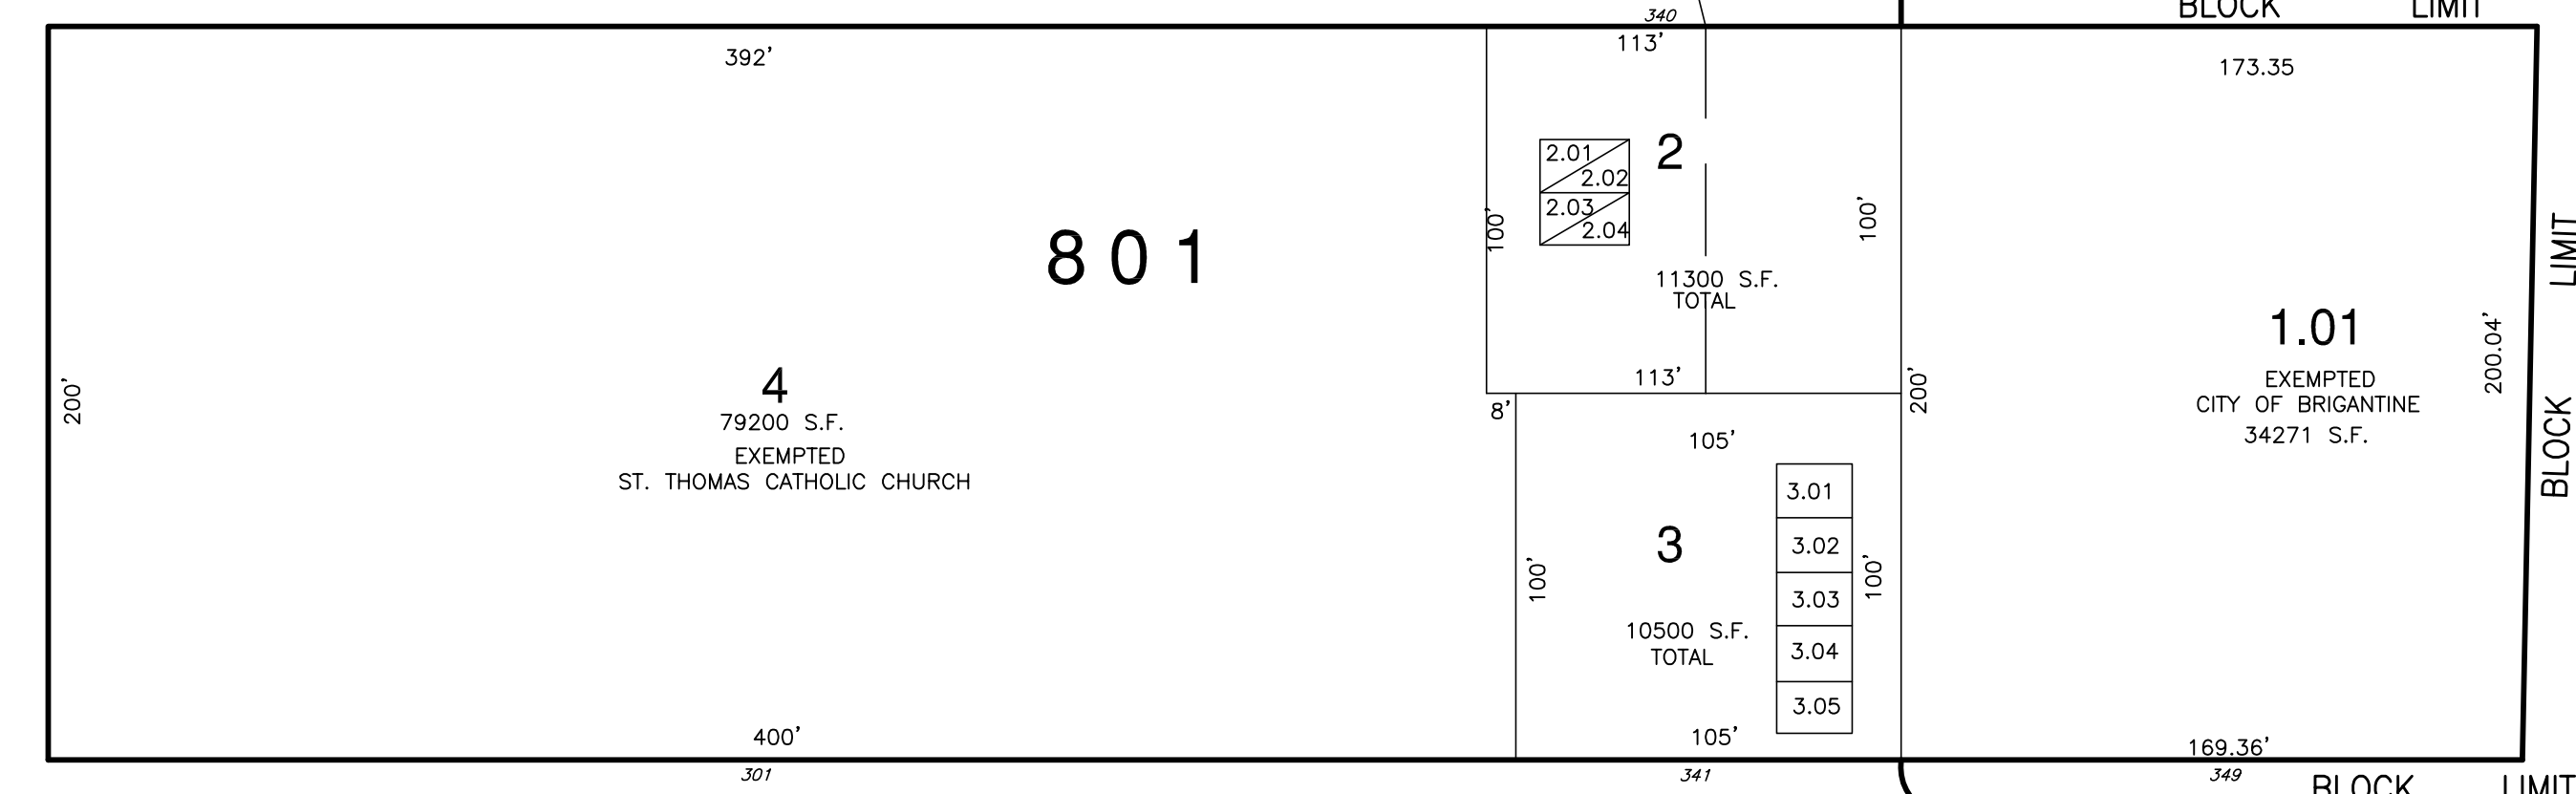 340
BLOCK LIMIT
392'
113'
173.35
2
2.01
2.02
2.03
2.04
100'
100'
801
11300 S.F.
TOTAL
LIMIT
1.01
200.04'
EXEMPTED
CITY OF BRIGANTINE
34271 S.F.
BLOCK
113'
200'
200'
4
79200 S.F.
EXEMPTED
ST. THOMAS CATHOLIC CHURCH
8'
105'
3
3.01
3.02
3.03
3.04
3.05
100'
100'
10500 S.F.
TOTAL
400'
105'
169.36'
301
341
349
BLOCK LIMIT